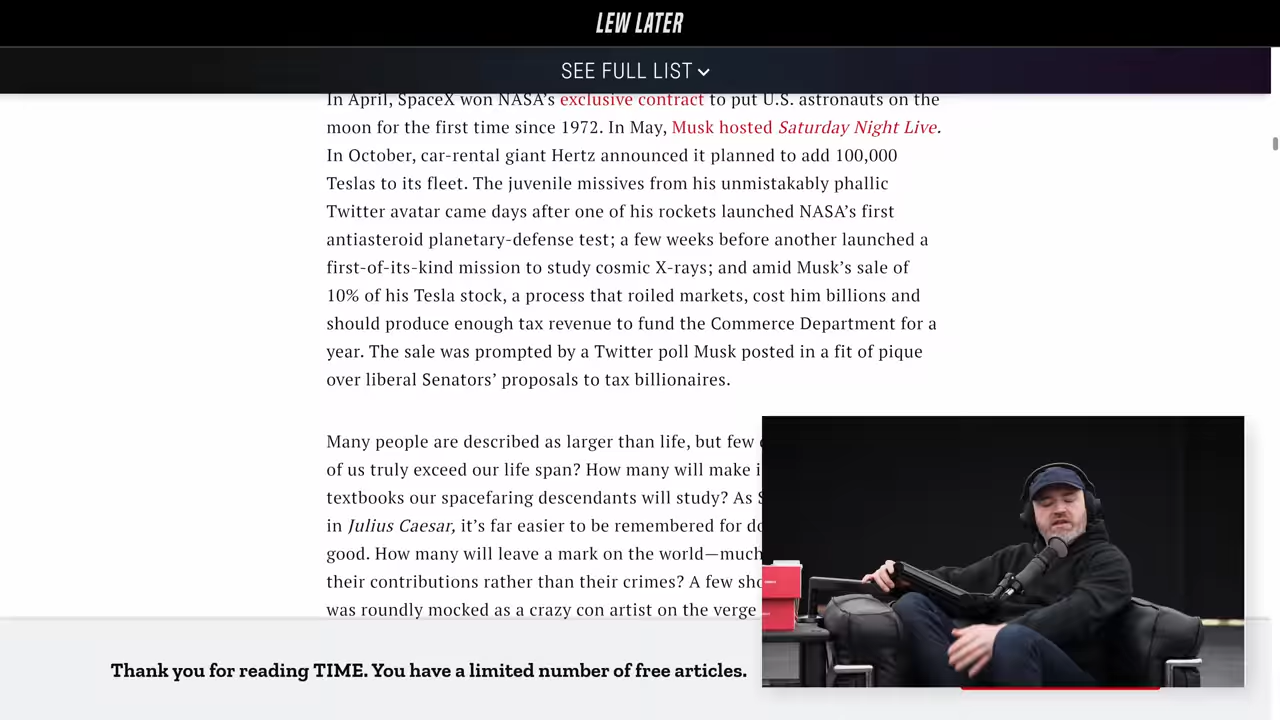 LEW LATER
SEE FULL LIST
In April, SpaceX won NASA’s exclusive contract to put U.S. astronauts on the
moon for the first time since 1972. In May, Musk hosted Saturday Night Live.
In October, car-rental giant Hertz announced it planned to add 100,000
Teslas to its fleet. The juvenile missives from his unmistakably phallic
Twitter avatar came days after one of his rockets launched NASA’s first
antiasteroid planetary-defense test; a few weeks before another launched a
first-of-its-kind mission to study cosmic X-rays; and amid Musk’s sale of
10% of his Tesla stock, a process that roiled markets, cost him billions and
should produce enough tax revenue to fund the Commerce Department for a
year. The sale was prompted by a Twitter poll Musk posted in a fit of pique
over liberal Senators’ proposals to tax billionaires.
Many people are described as larger than life, but few
of us truly exceed our life span? How many will make
textbooks our spacefaring descendants will study? As
in Julius Caesar, it’s far easier to be remembered for
good. How many will leave a mark on the world—much
their contributions rather than their crimes? A few
was roundly mocked as a crazy con artist on the verge
Thank you for reading TIME. You have a limited number of free articles.